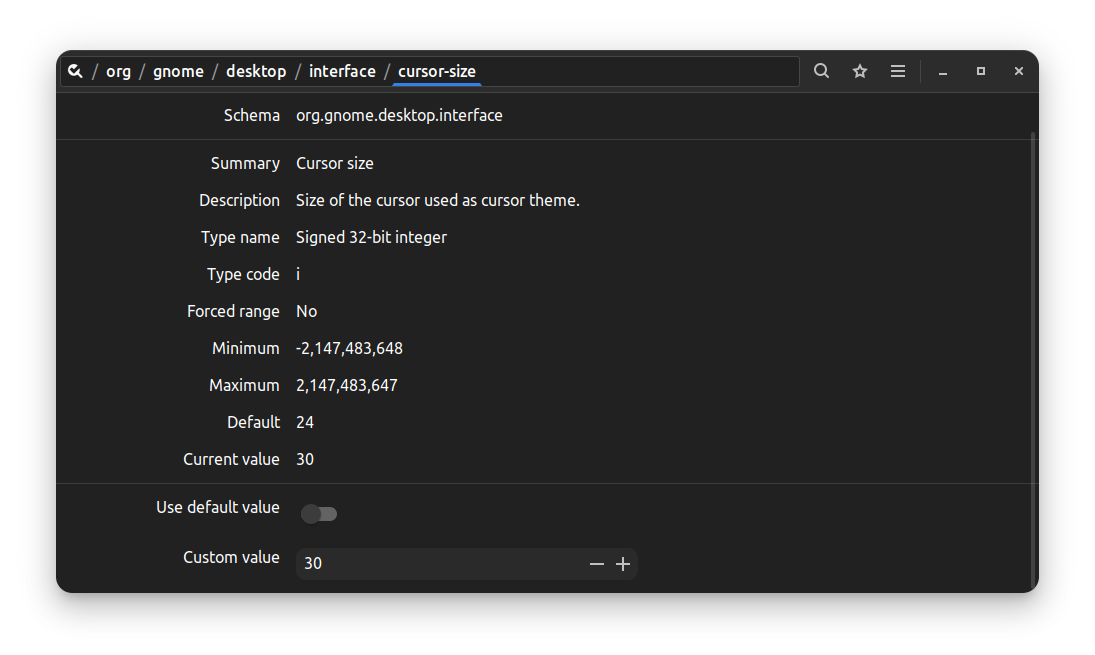 / org / gnome / desktop / interface / cursor-size
Schema org.gnome.desktop.interface
Summary Cursor size
Description Size of the cursor used as cursor theme.
Type name Signed 32-bit integer
Type code i
Forced range No
Minimum -2,147,483,648
Maximum 2,147,483,647
Default 24
Current value 30
Use default value
Custom value 30